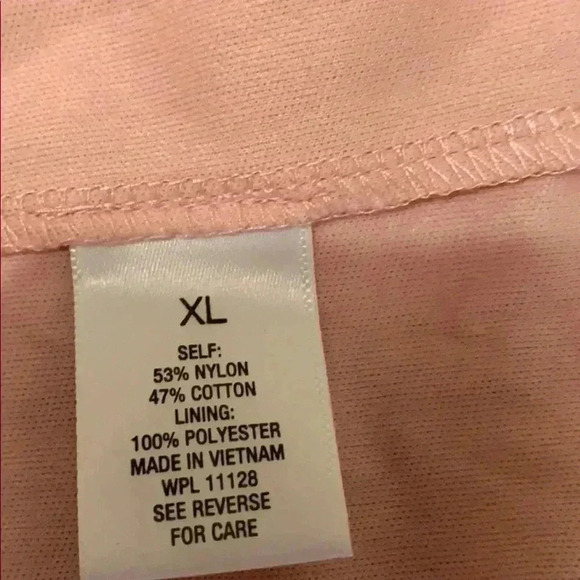 XL
SELF:
53% NYLON
47% COTTON
LINING:
100% POLYESTER
MADE IN VIETNAM
WPL 11128
SEE REVERSE
FOR CARE